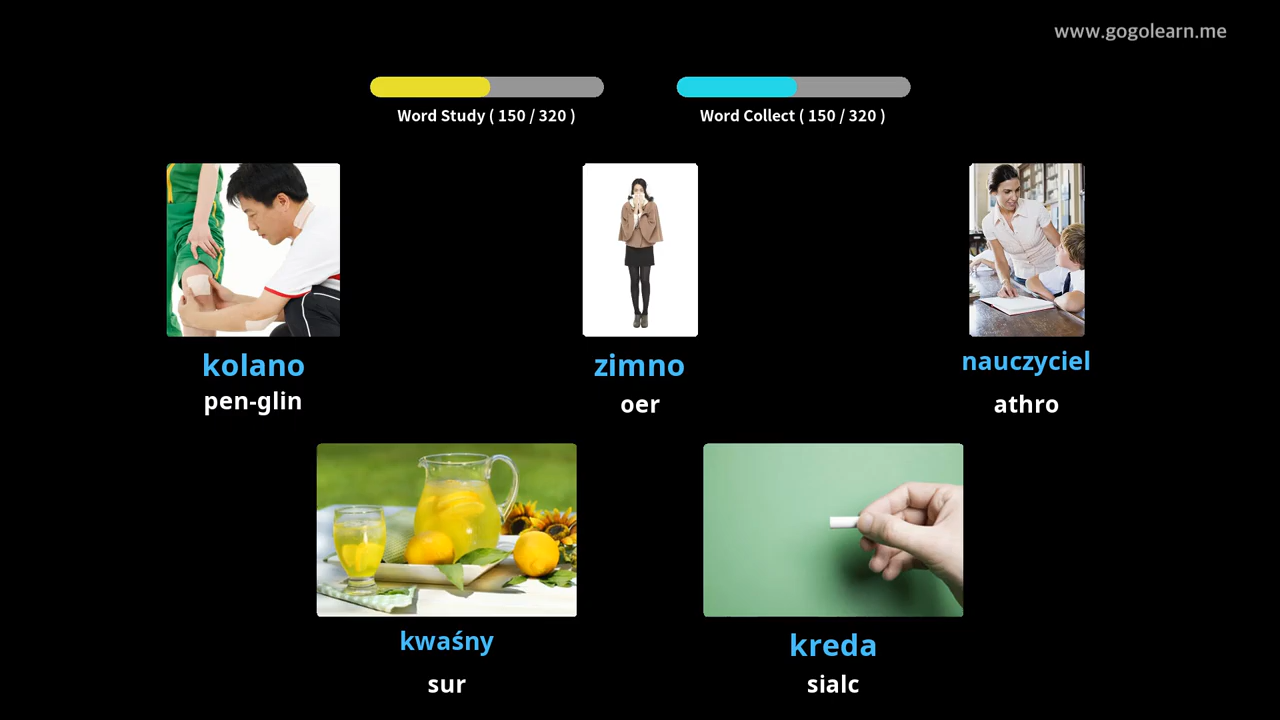 www.gogolearn.me
Word Study ( 150 / 320 )
Word Collect ( 150 / 320 )
kolano
pen-glin
zimno
oer
nauczyciel
athro
kwaśny
sur
kreda
sialc